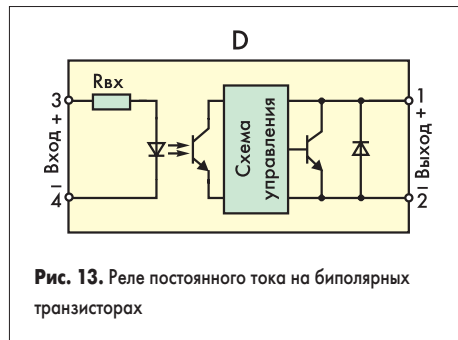 D
Rвх
3
Вход +
–
4
Схема
управления
1
Выход +
–
2
Рис. 13. Реле постоянного тока на биполярных
транзисторах